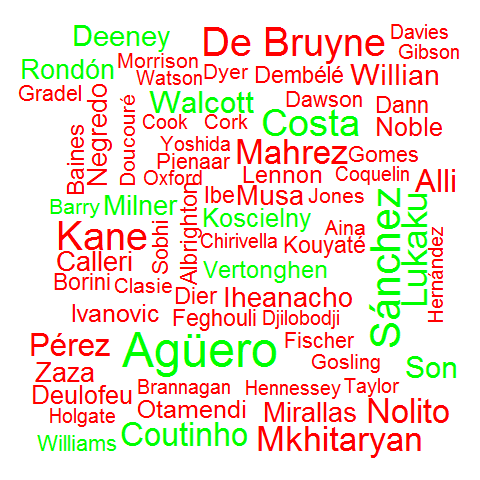 Deeney
De Bruyne
Davies
Gibson
Rondón
Morrison
Watson
Dyer
Dembélé
Willian
Gradel
Negredo
Doucouré
Walcott
Dawson
Dann
Cook
Cork
Costa
Noble
Baines
Yoshida
Pienaar
Mahrez
Gomes
Oxford
Lennon
Coquelin
Alli
Barry
Milner
Albrighton
Ibe
Musa
Jones
Sánchez
Lukaku
Hernández
Koscielny
Aina
Kane
Sobhi
Chirivella
Kouyaté
Calleri
Vertonghen
Borini
Clasie
Dier
Iheanacho
Ivanovic
Feghouli
Djilobodji
Pérez
Agüero
Fischer
Gosling
Son
Zaza
Deulofeu
Brannagan
Hennessey
Taylor
Holgate
Otamendi
Mirallas
Nolito
Williams
Coutinho
Mkhitaryan